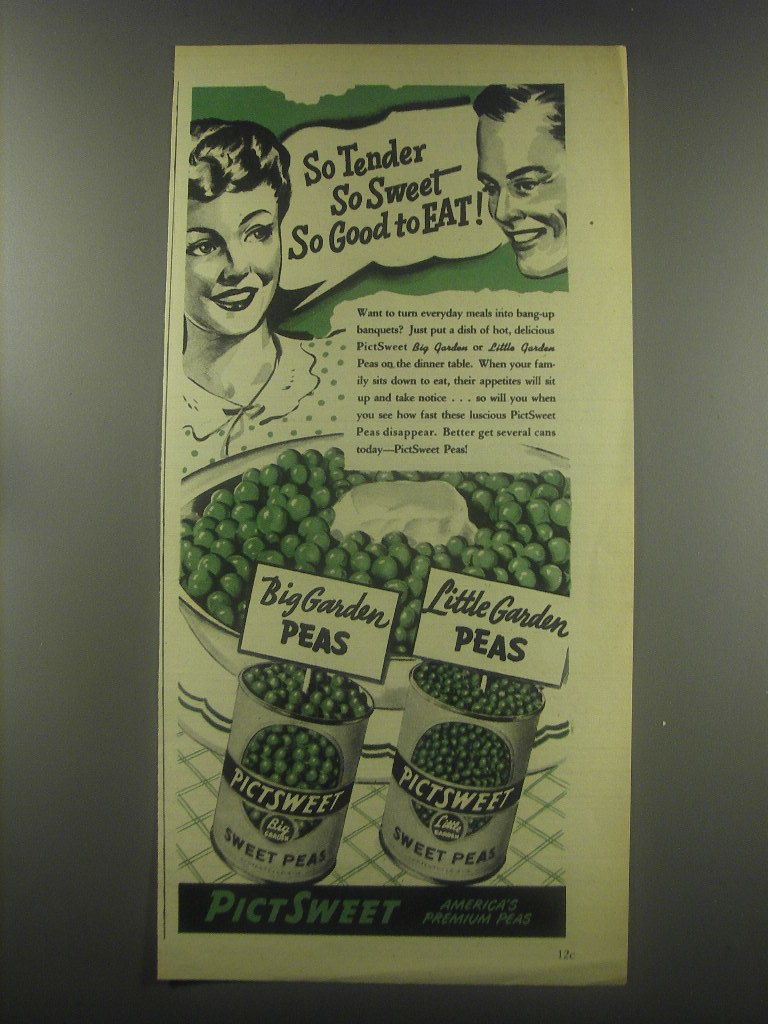 So Tender
So Sweet
So Good to EAT!
Want to turn everyday meals into bang-up
banquets? Just put a dish of hot, delicious
PictSweet Big Garden or Little Garden
Peas on the dinner table. When your fam-
ily sits down to eat, their appetites will sit
up and take notice . . . so will you when
you see how fast these luscious PictSweet
Peas disappear. Better get several cans
today—PictSweet Peas!
Big Garden
PEAS
Little Garden
PEAS
PICTSWEET
Big
GARDEN
SWEET PEAS
PICTSWEET
Little
GARDEN
SWEET PEAS
PICTSWEET
AMERICA'S
PREMIUM PEAS
12c